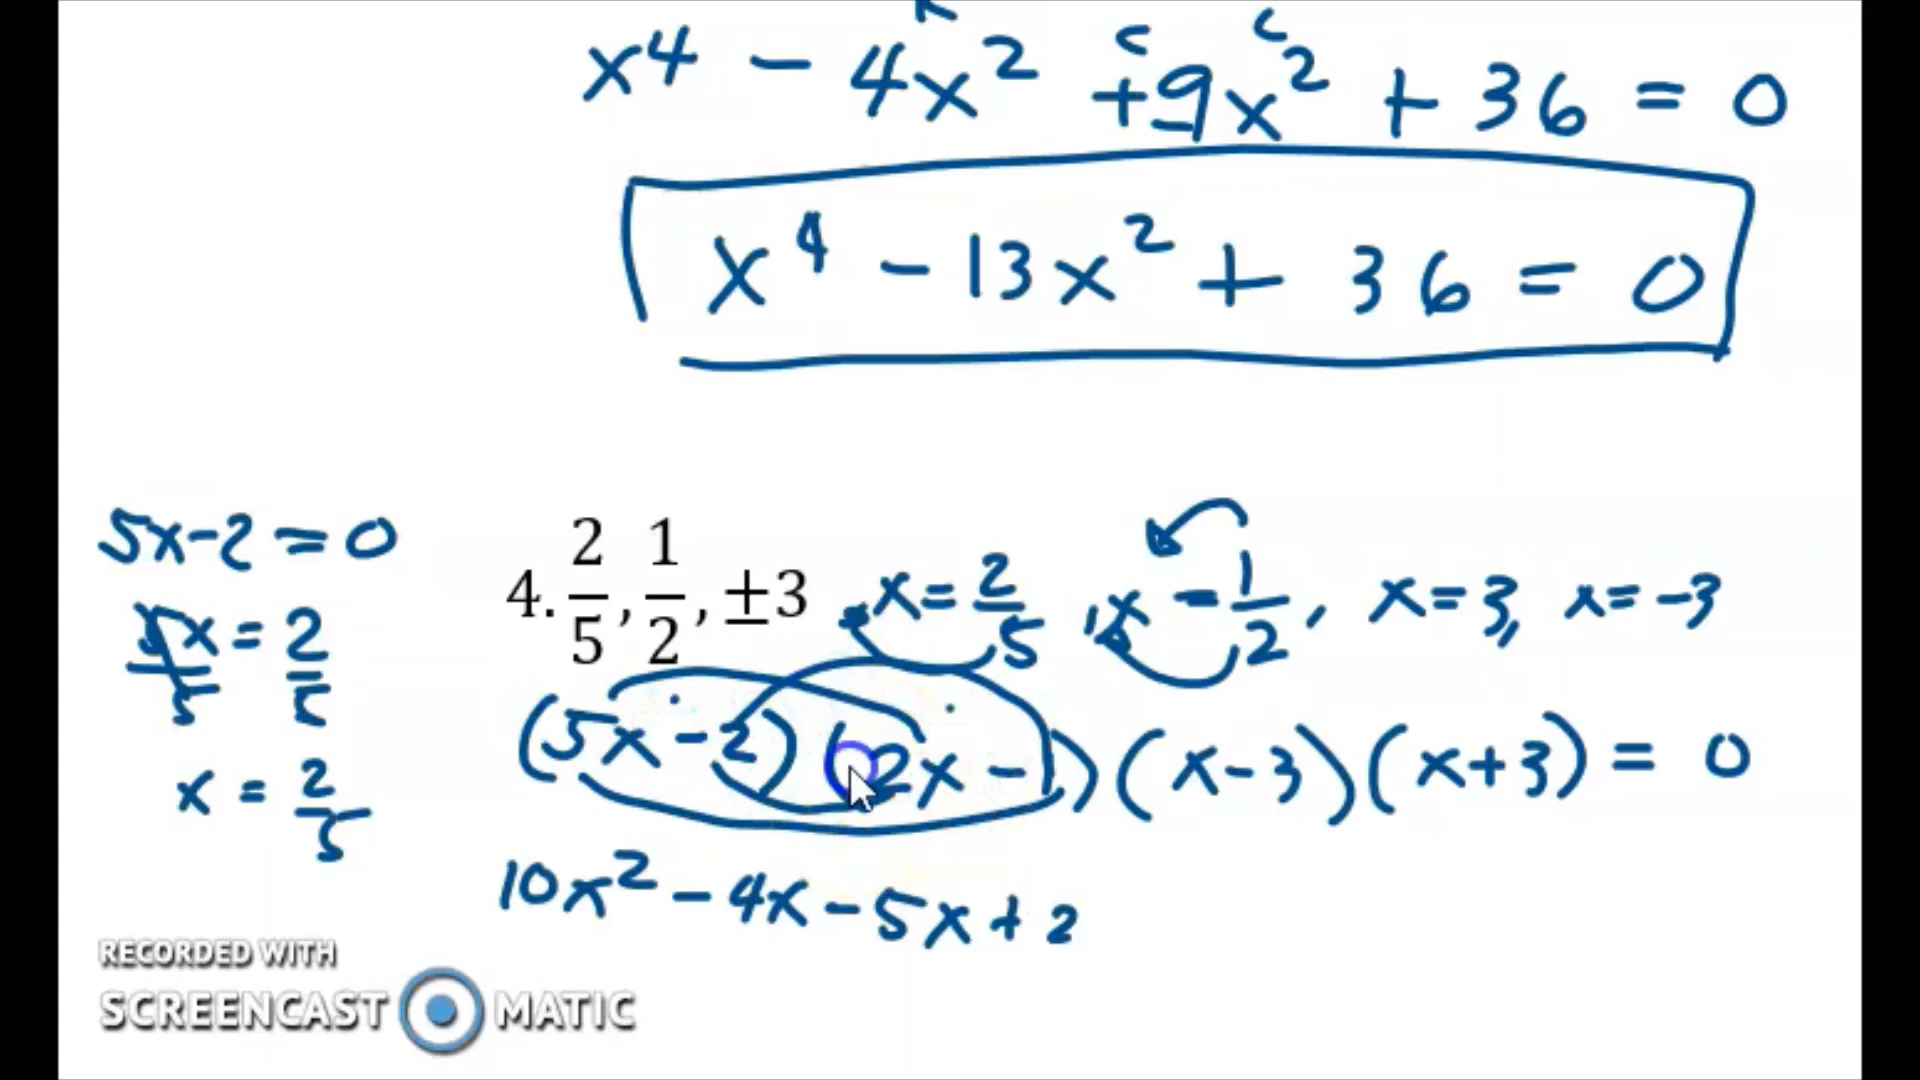 x⁴ - 4x² + 9x² + 36 = 0
x⁴ - 13x² + 36 = 0
5x-2 = 0
5x/5 = 2/5
x = 2/5
4. 2/5, 1/2, ±3
x = 2/5 1x - 1/2, x = 3, x = -3
(5x - 2)(2x - 1)(x - 3)(x + 3) = 0
10x² - 4x - 5x + 2
RECORDED WITH
SCREENCAST MATIC